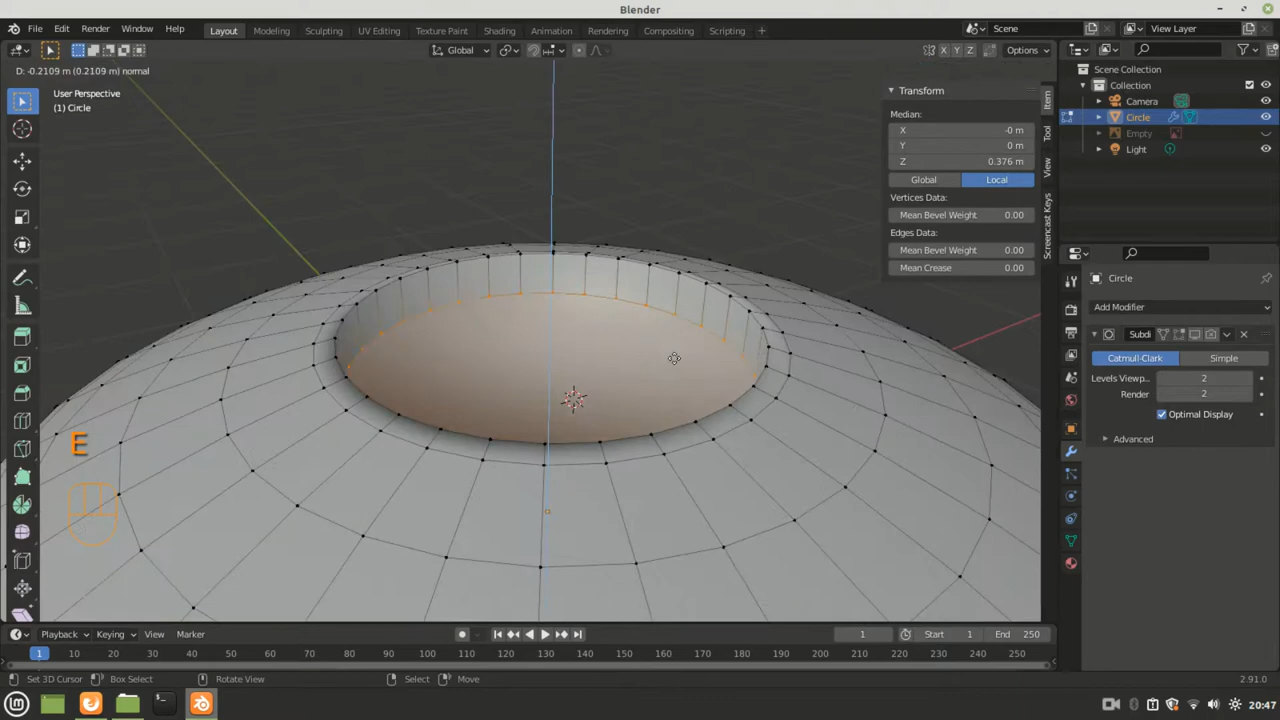 Blender
File Edit Render Window Help Layout Modeling Sculpting UV Editing Texture Paint Shading Animation Rendering Compositing Scripting + Scene View Layer
Global X Y Z Options
D: -0.2109 m (0.2109 m) normal
User Perspective
(1) Circle
Transform
Median:
X -0 m
Y 0 m
Z 0.376 m
Global Local
Vertices Data:
Mean Bevel Weight 0.00
Edges Data:
Mean Bevel Weight 0.00
Mean Crease 0.00
Item
Tool
View
Screencast Keys
Scene Collection
Collection
Camera
Circle
Empty
Light
Circle
Add Modifier
Subdi
Catmull-Clark Simple
Levels Viewp... 2
Render 2
Optimal Display
Advanced
E
Playback Keying View Marker 1 Start 1 End 250
1 10 20 30 40 50 60 70 80 90 100 110 120 130 140 150 160 170 180 190 200 210 220 230 240 250
Set 3D Cursor Box Select Rotate View Select Move 2.91.0
20:47